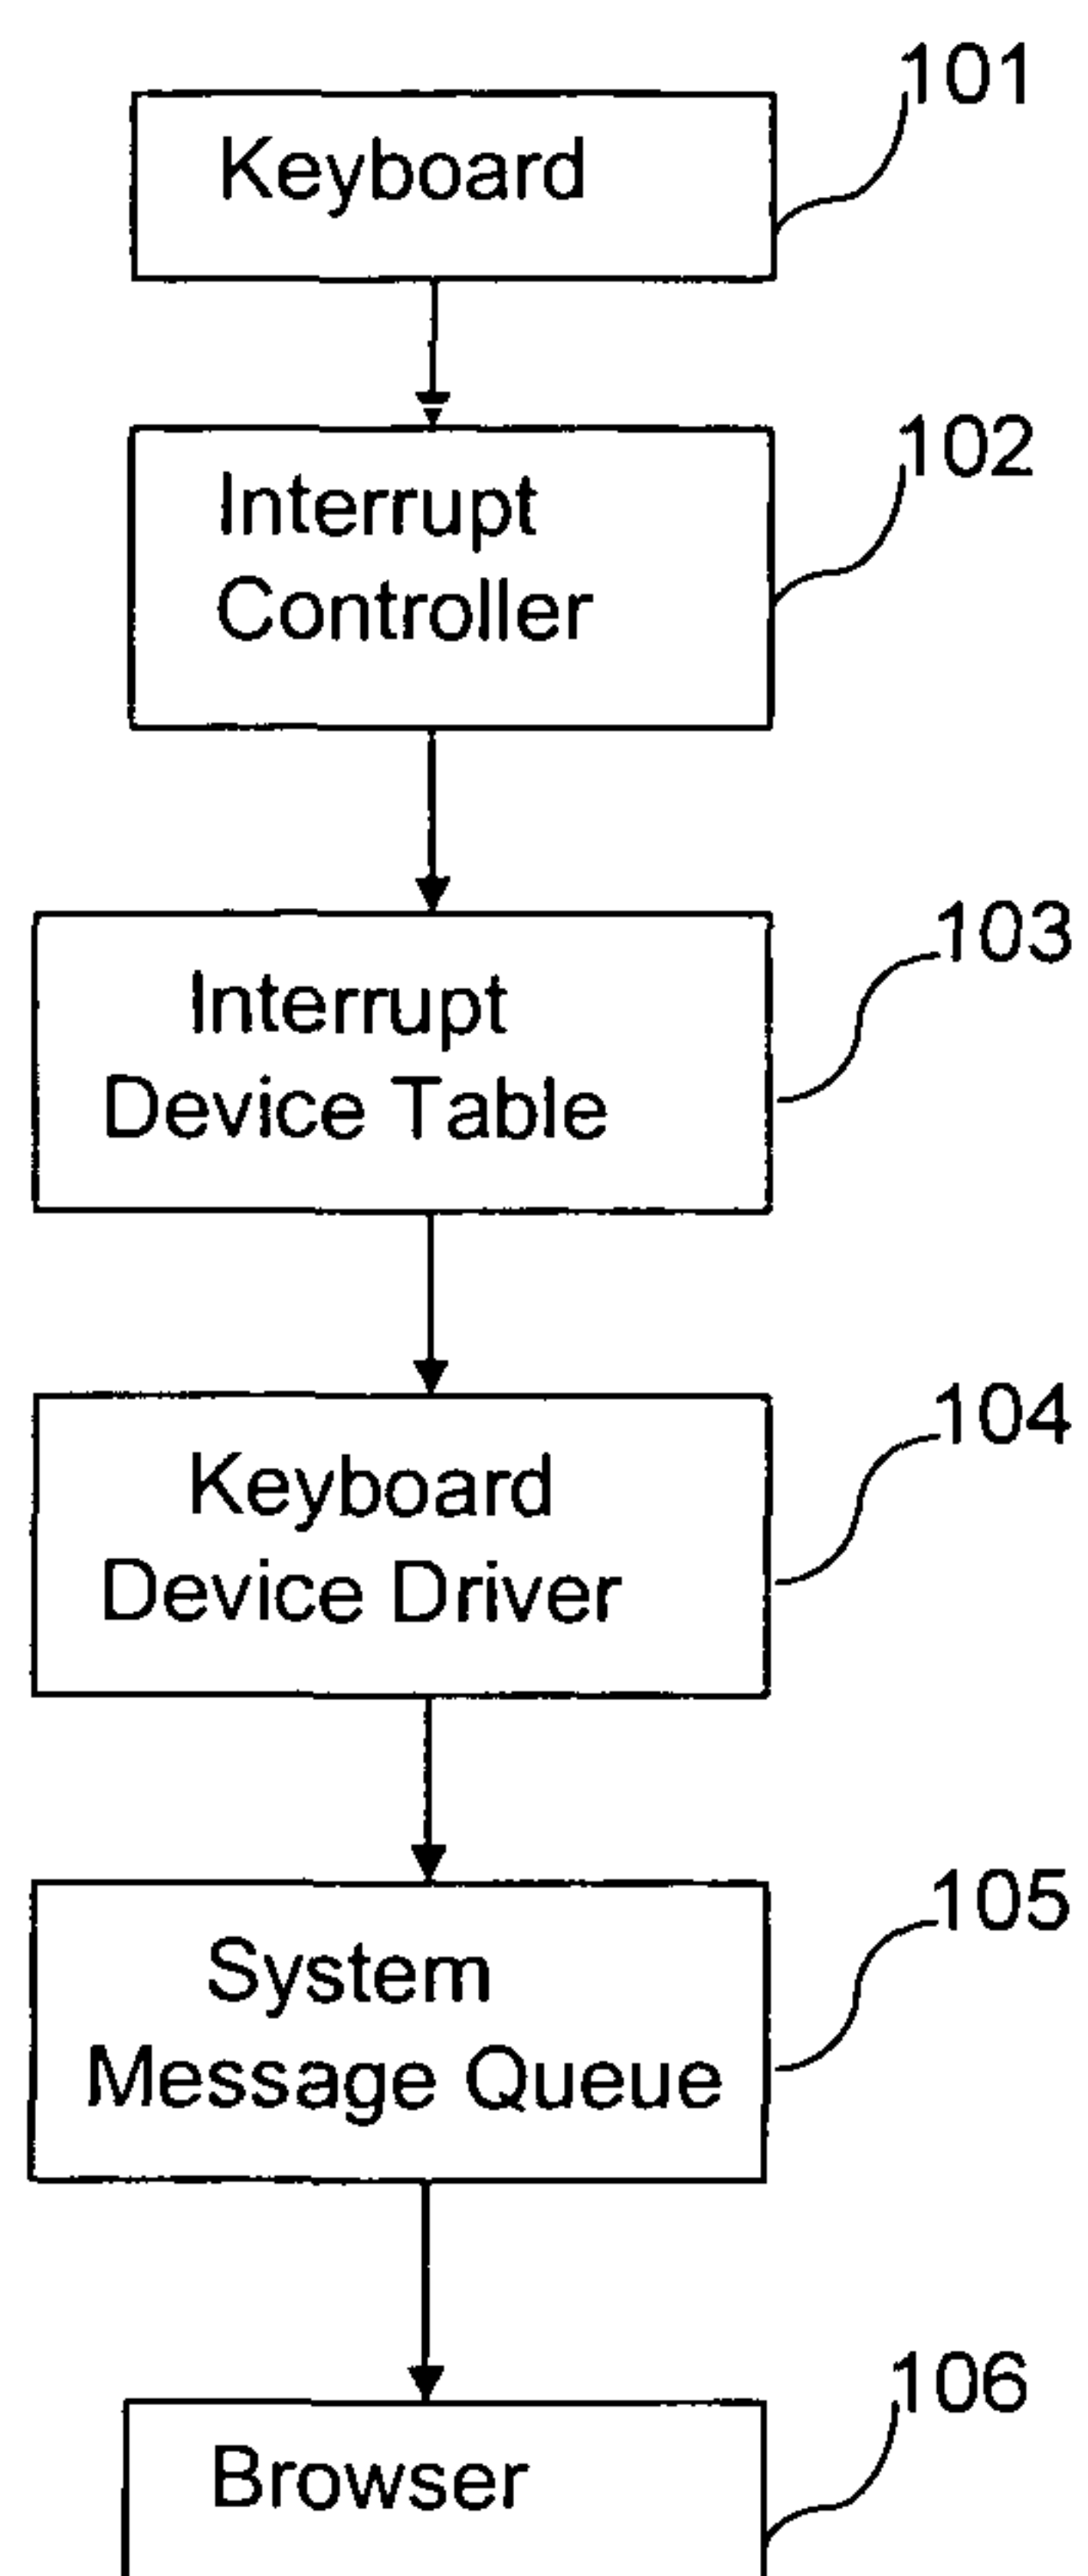 101
Keyboard
102
Interrupt
Controller
103
Interrupt
Device Table
104
Keyboard
Device Driver
105
System
Message Queue
106
Browser